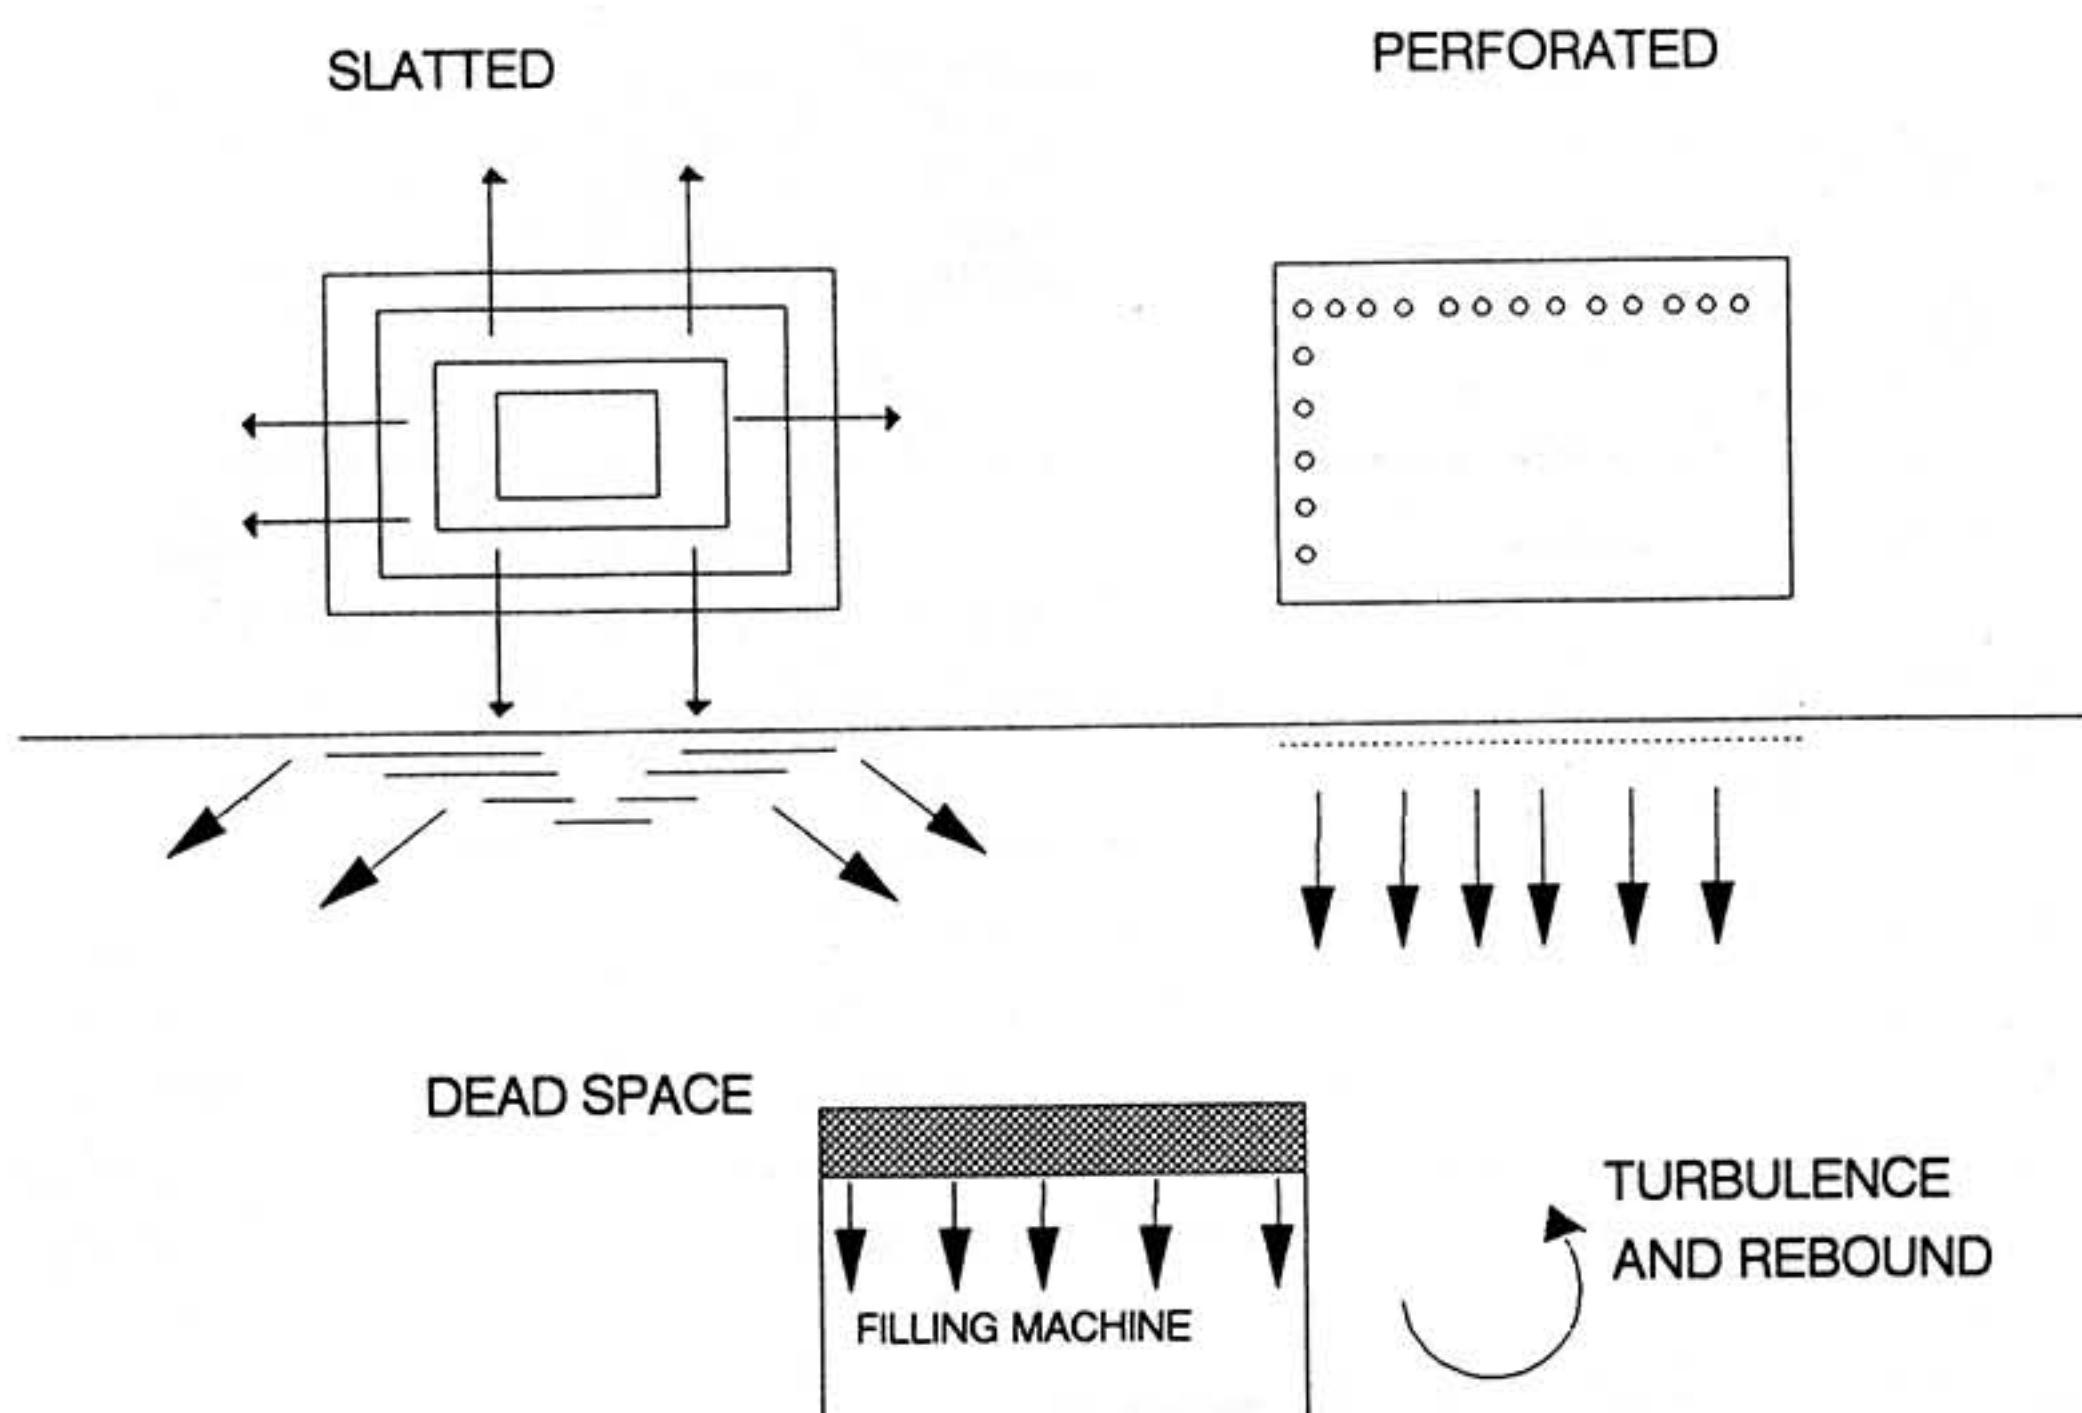 SLATTED
PERFORATED
DEAD SPACE
FILLING MACHINE
TURBULENCE
AND REBOUND